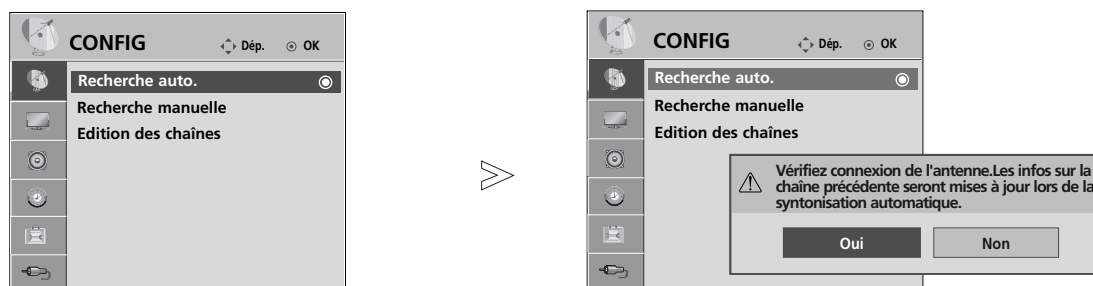 CONFIG Dép. OK
Recherche auto.
Recherche manuelle
Edition des chaînes
CONFIG Dép. OK
Recherche auto.
Recherche manuelle
Edition des chaînes
Vérifiez connexion de l'antenne.Les infos sur la
chaîne précédente seront mises à jour lors de la
syntonisation automatique.
Oui Non